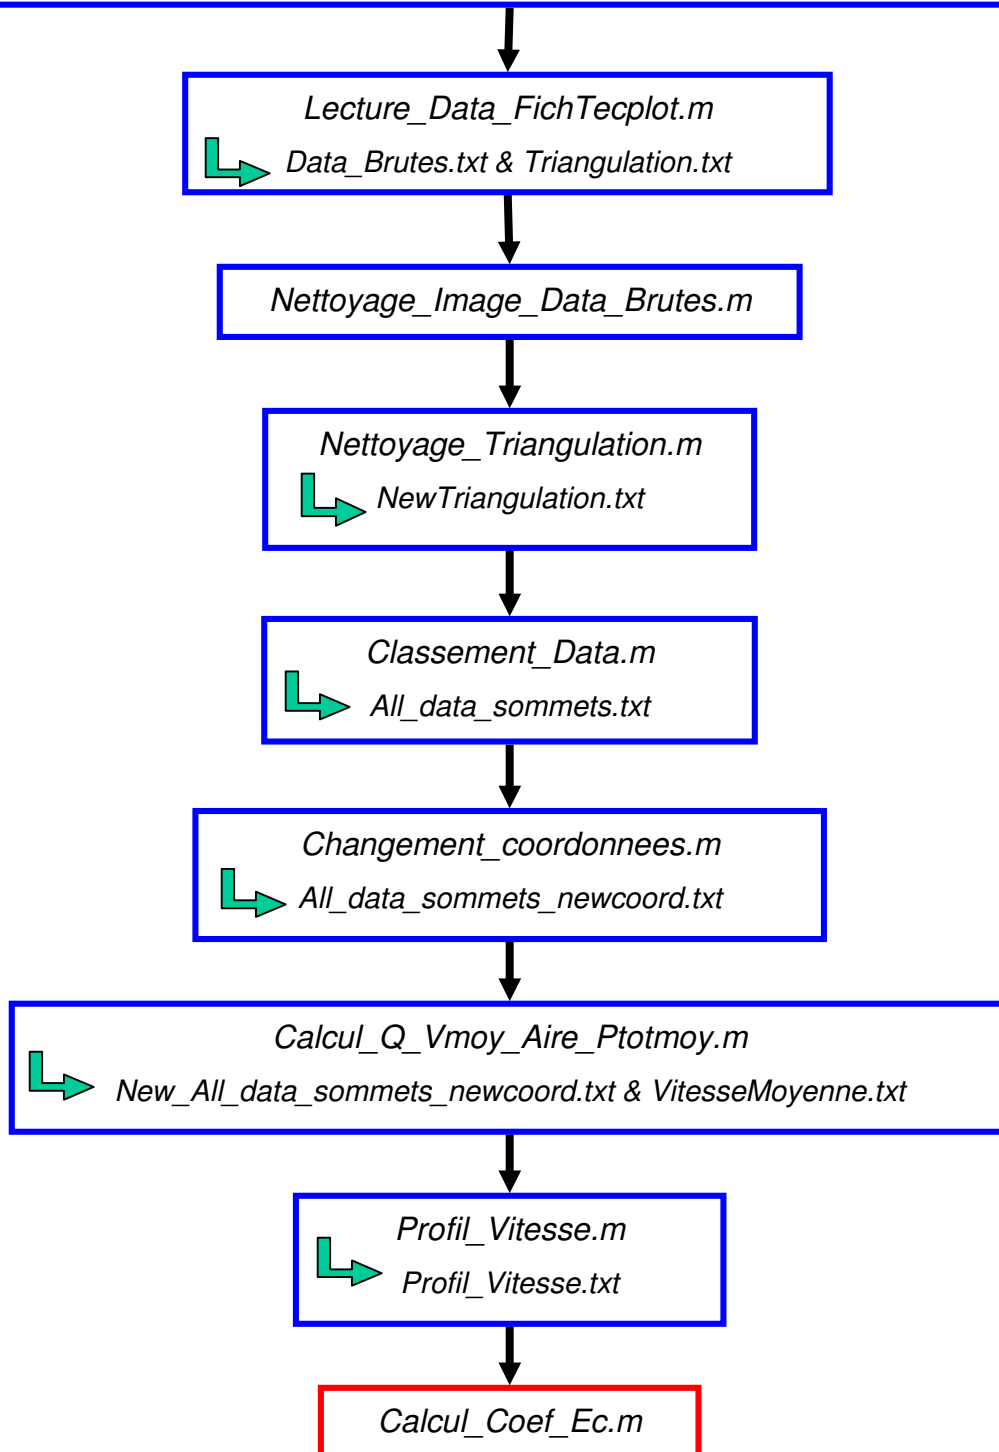 Lecture_Data_FichTecplot.m
Data_Brutes.txt & Triangulation.txt
Nettoyage_Image_Data_Brutes.m
Nettoyage_Triangulation.m
NewTriangulation.txt
Classement_Data.m
All_data_sommets.txt
Changement_coordonnees.m
All_data_sommets_newcoord.txt
Calcul_Q_Vmoy_Aire_Ptotmoy.m
New_All_data_sommets_newcoord.txt & VitesseMoyenne.txt
Profil_Vitesse.m
Profil_Vitesse.txt
Calcul_Coef_Ec.m